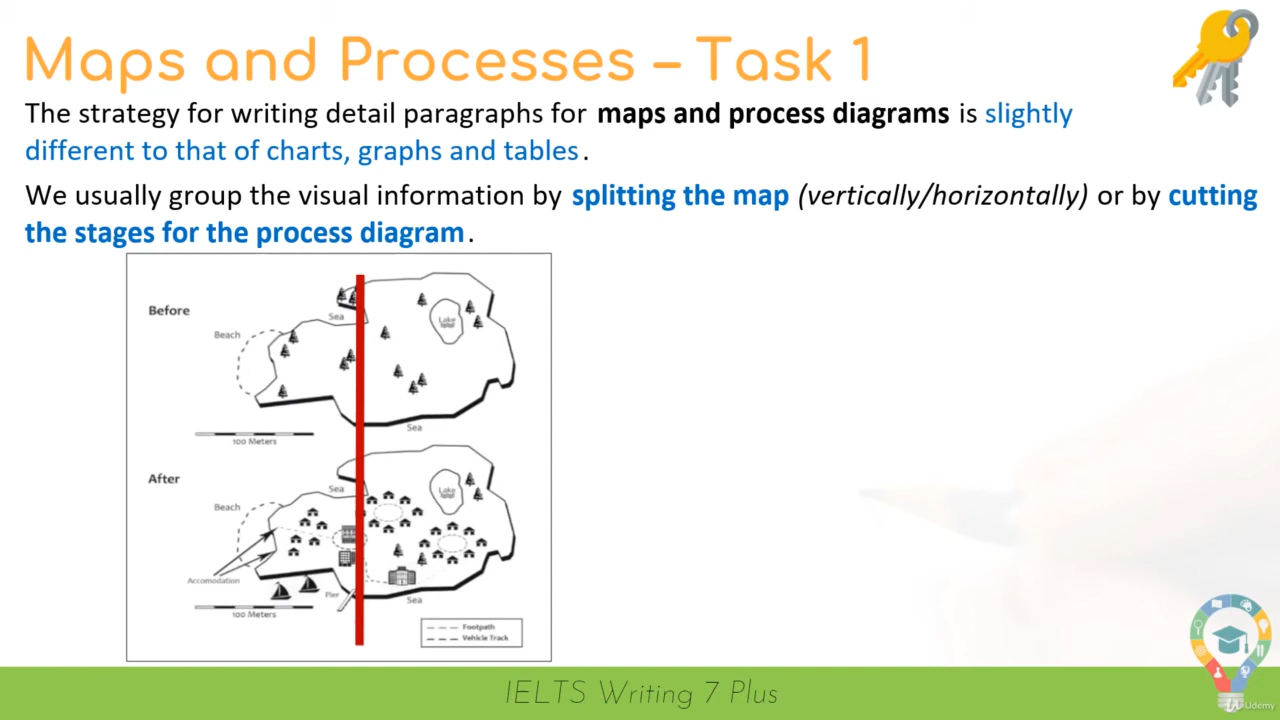 Maps and Processes – Task 1
The strategy for writing detail paragraphs for maps and process diagrams is slightly
different to that of charts, graphs and tables.
We usually group the visual information by splitting the map (vertically/horizontally) or by cutting
the stages for the process diagram.
Before
Sea
Lake
Beach
Sea
100 Meters
After
Sea
Lake
Beach
Accomodation
Pier
Sea
100 Meters
Footpath
Vehicle Track
IELTS Writing 7 Plus
Udemy